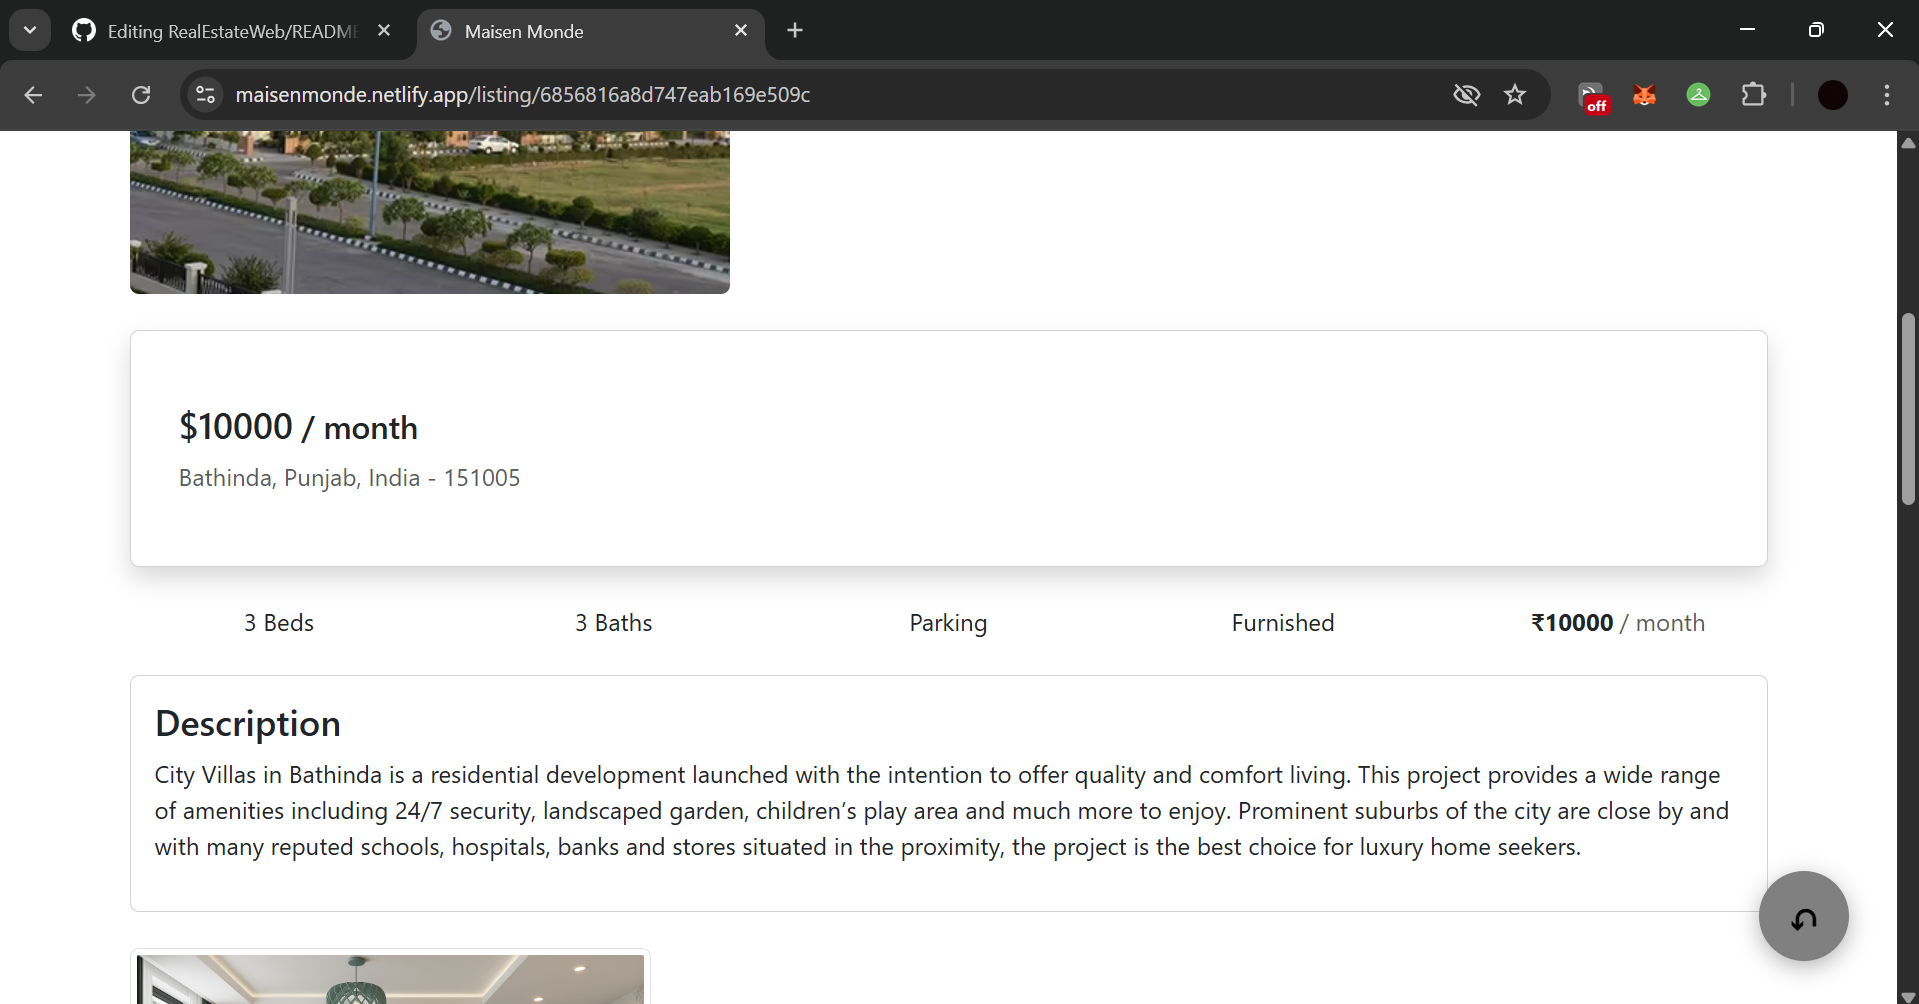 Editing RealEstateWeb/READM
Maisen Monde
maisenmonde.netlify.app/listing/6856816a8d747eab169e509c
off
$10000 / month
Bathinda, Punjab, India - 151005
3 Beds
3 Baths
Parking
Furnished
₹10000 / month
Description
City Villas in Bathinda is a residential development launched with the intention to offer quality and comfort living. This project provides a wide range
of amenities including 24/7 security, landscaped garden, children’s play area and much more to enjoy. Prominent suburbs of the city are close by and
with many reputed schools, hospitals, banks and stores situated in the proximity, the project is the best choice for luxury home seekers.